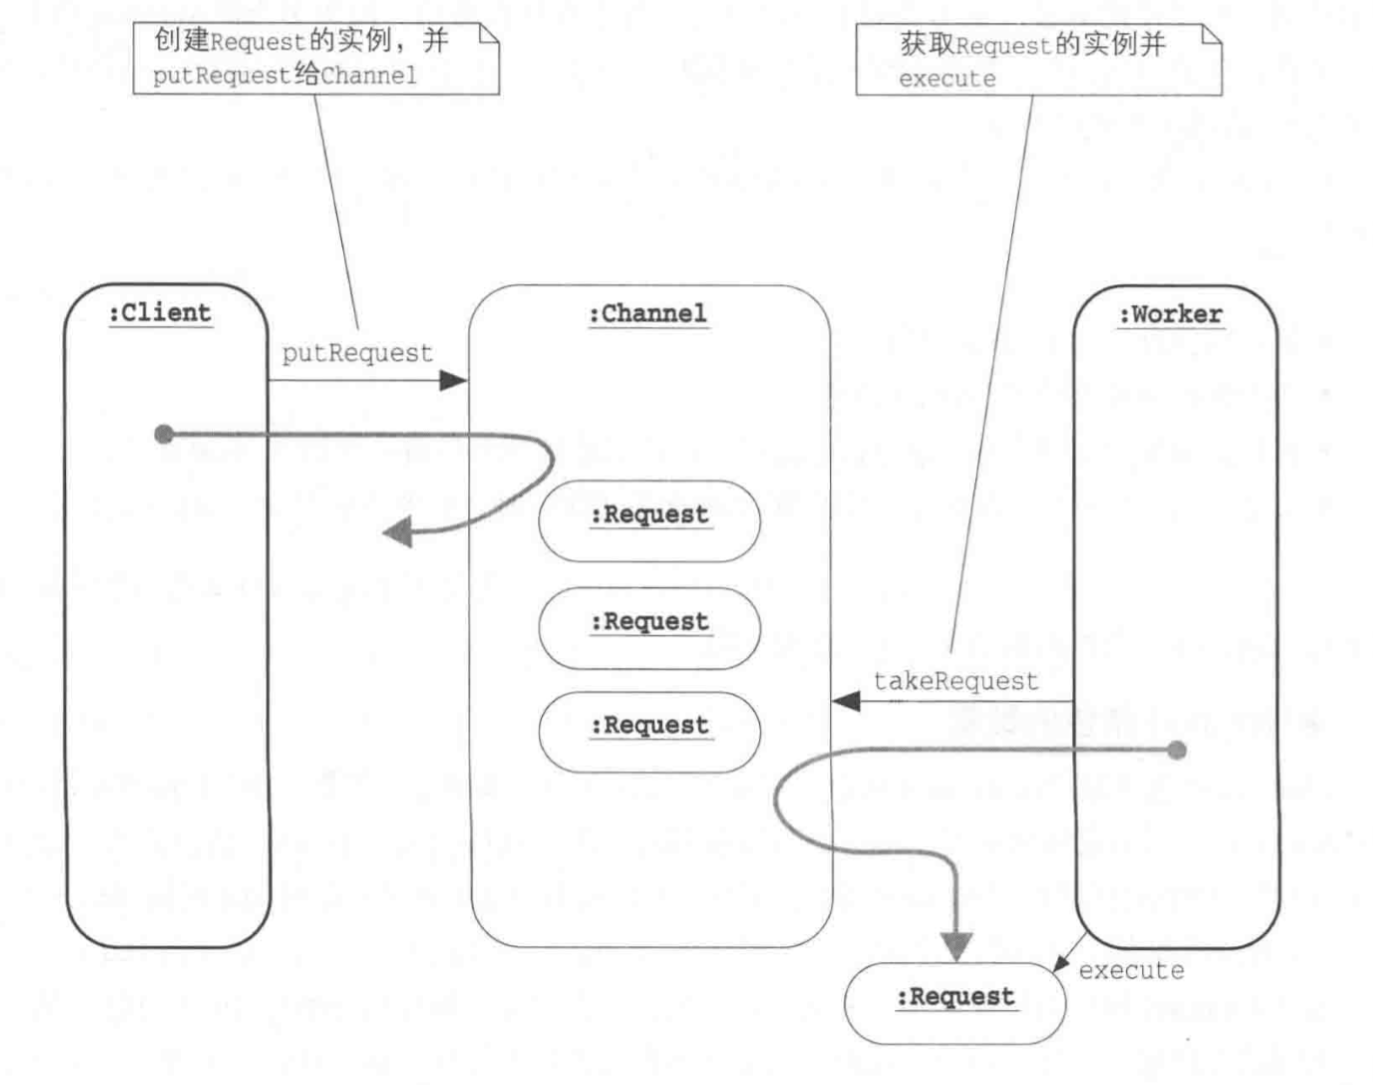 创建Request的实例，并
putRequest给Channel
获取Request的实例并
execute
:Client
:Channel
:Worker
putRequest
:Request
:Request
takeRequest
:Request
execute
:Request